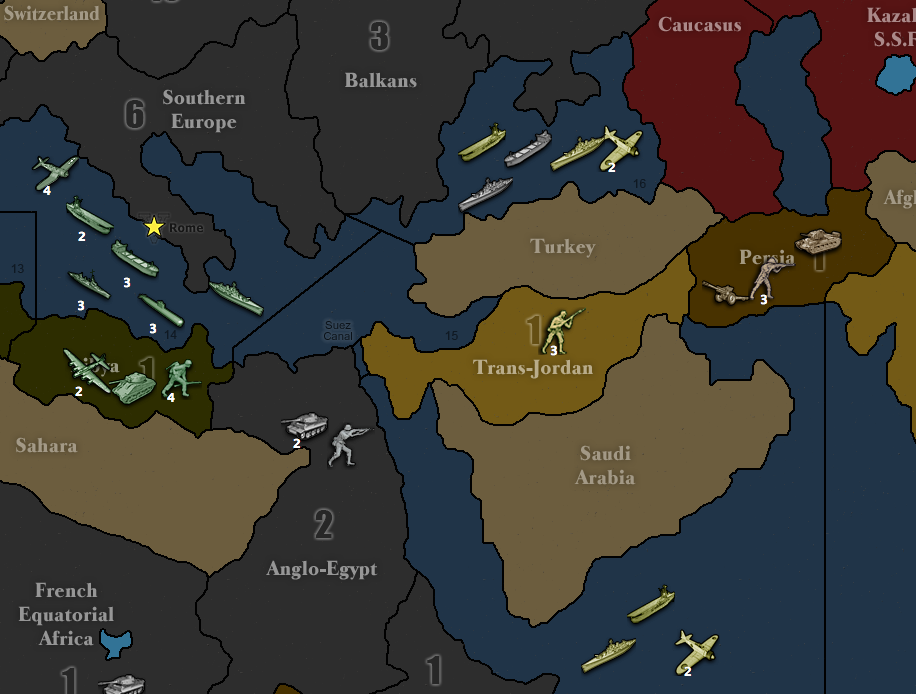 Switzerland
3
Caucasus
Kazak
S.S.R
Balkans
6
Southern
Europe
4
2
16
2
Rome
Afgh
Turkey
Persia
1
3
13
3
3
3
14
Suez
Canal
15
1
3
Trans-Jordan
1
2
4
2
Sahara
Saudi
Arabia
2
Anglo-Egypt
French
Equatorial
Africa
1
1
2